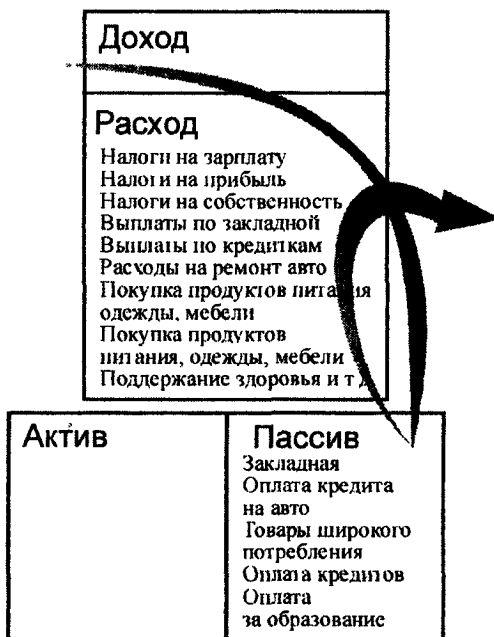 Доход
Расход
Налоги на зарплату
Налоги на прибыль
Налоги на собственность
Выплаты по закладной
Выплаты по кредиткам
Расходы на ремонт авто
Покупка продуктов питания
одежды, мебели
Покупка продуктов
питания, одежды, мебели
Поддержание здоровья и т д
Актив
Пассив
Закладная
Оплата кредита
на авто
Товары широкого
потребления
Оплата кредитов
Оплата
за образование